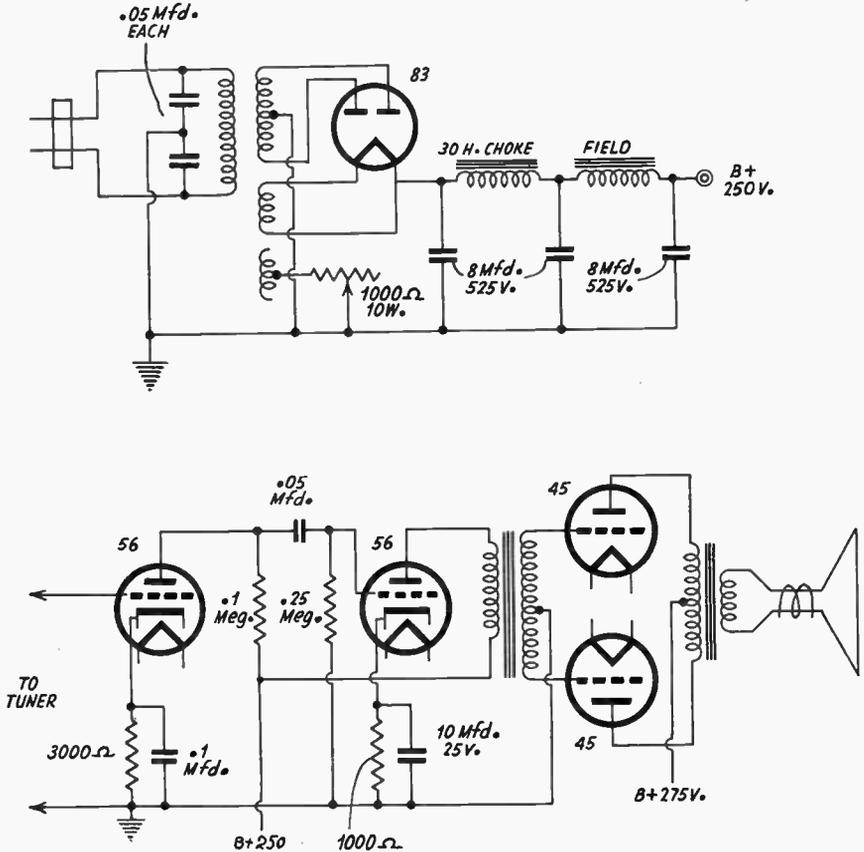 .05 Mfd.
EACH
83
30 H. CHOKE
FIELD
B+
250 V.
8 Mfd.
525 V.
8 Mfd.
525 V.
1000 Ω
10 W.
.05
Mfd.
45
56
56
.1
Meg.
.25
Meg.
TO
TUNER
3000 Ω
.1
Mfd.
10 Mfd.
25 V.
45
B+275 V.
B+250
1000 Ω